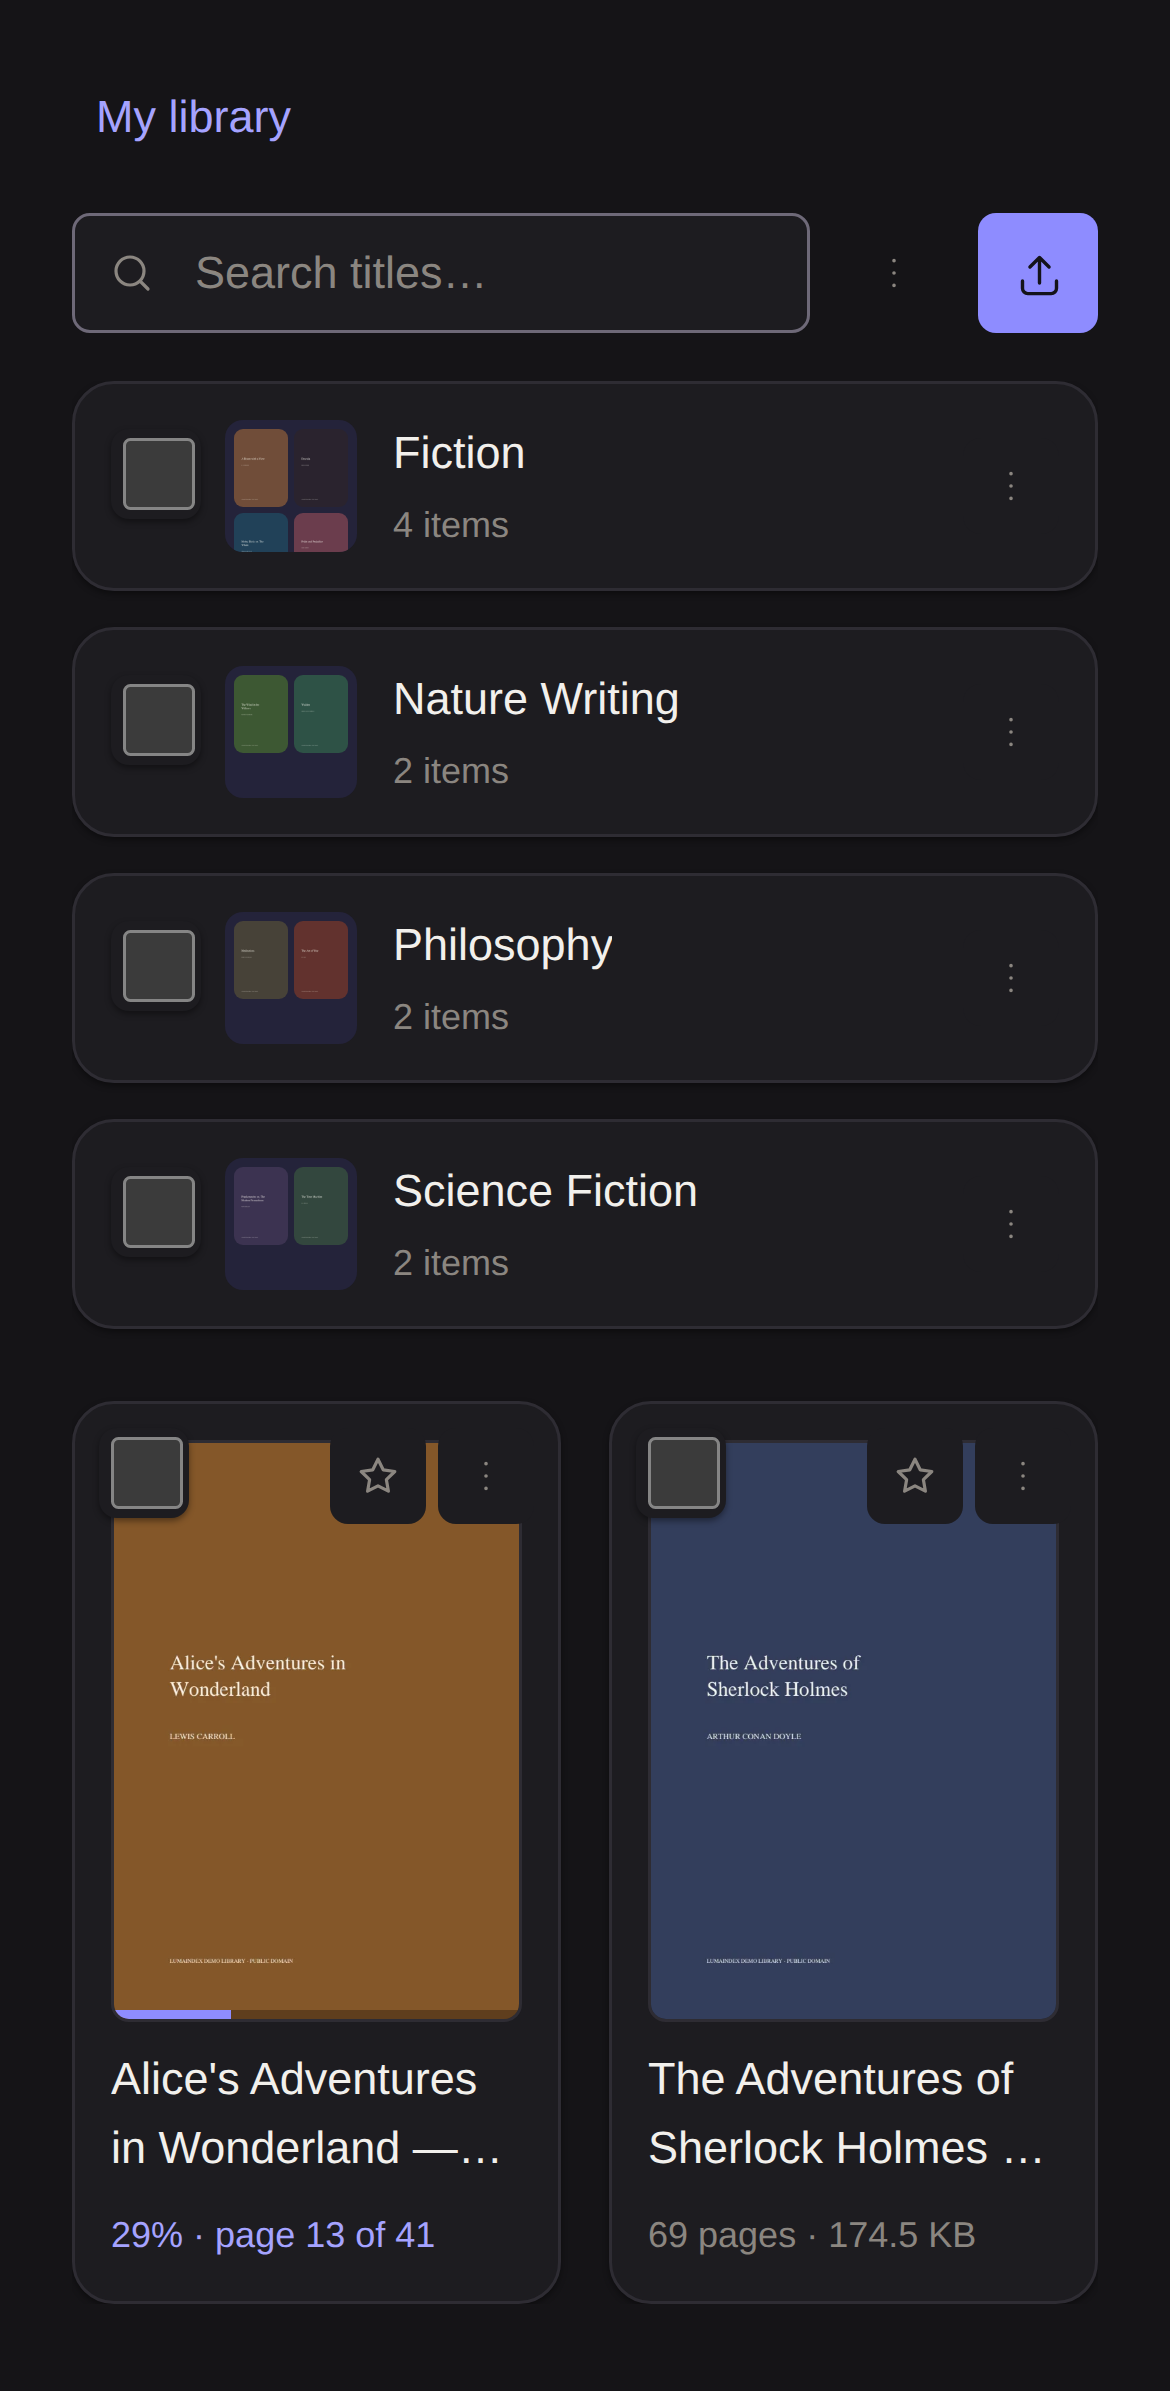 My library
Search titles…
Fiction
4 items
Nature Writing
2 items
Philosophy
2 items
Science Fiction
2 items
Alice's Adventures in
Wonderland
LEWIS CARROLL
LUMAINDEX DEMO LIBRARY · PUBLIC DOMAIN
Alice's Adventures
in Wonderland —…
29% · page 13 of 41
The Adventures of
Sherlock Holmes
ARTHUR CONAN DOYLE
LUMAINDEX DEMO LIBRARY · PUBLIC DOMAIN
The Adventures of
Sherlock Holmes …
69 pages · 174.5 KB